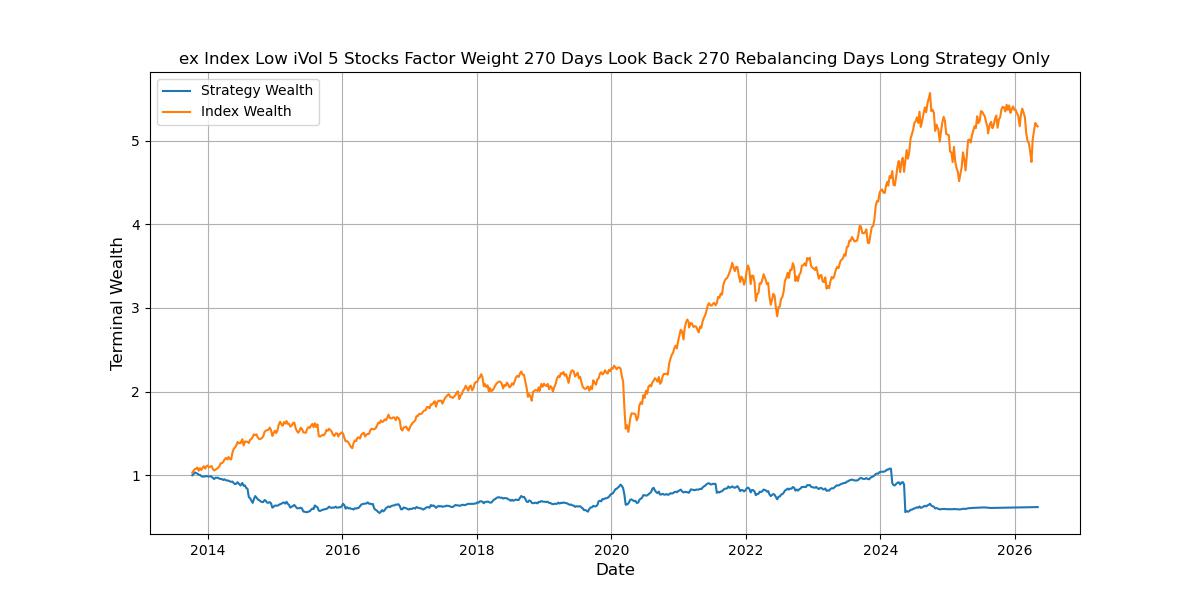 ex Index Low iVol 5 Stocks Factor Weight 270 Days Look Back 270 Rebalancing Days Long Strategy Only
Strategy Wealth
Index Wealth
Terminal Wealth
5
4
3
2
1
2014 2016 2018 2020 2022 2024 2026
Date